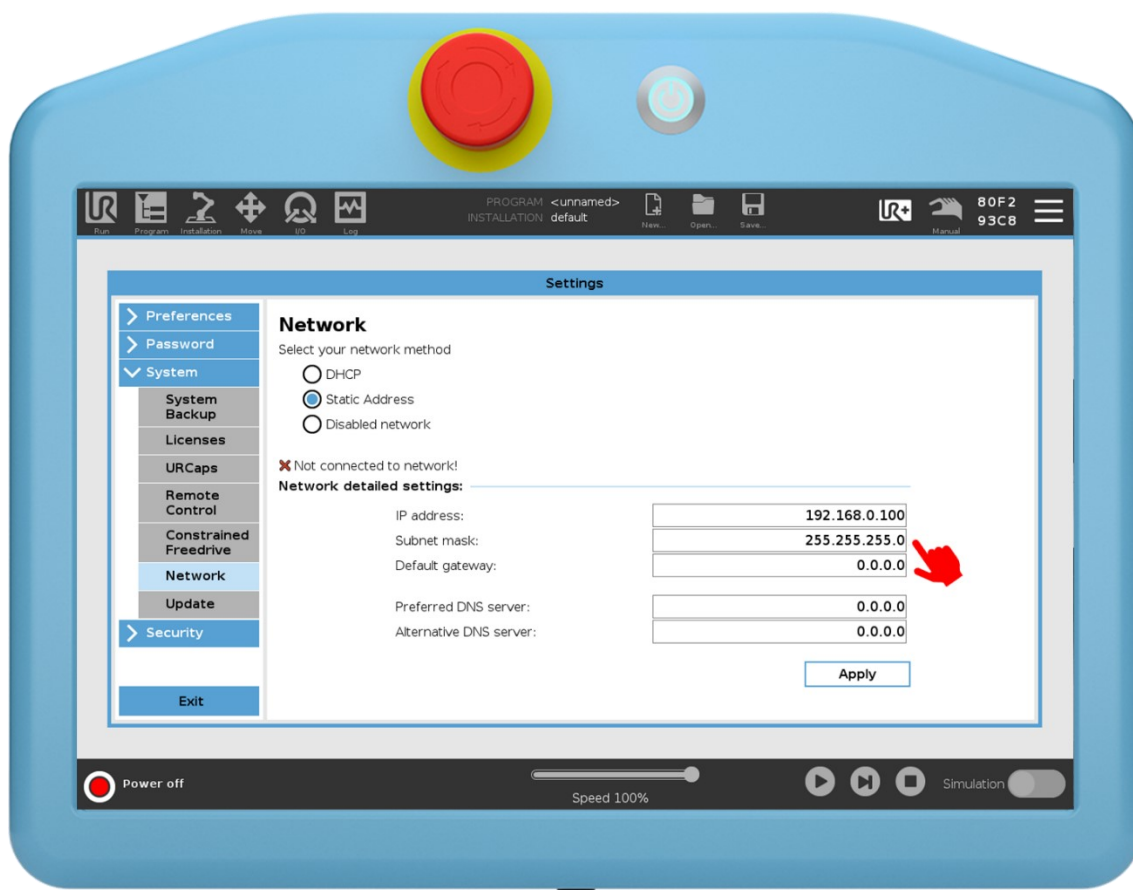 PROGRAM <unnamed>
INSTALLATION default
UR+
80F2
93C8
Run
Program
Installation
Move
I/O
Log
New...
Open...
Save...
Manual
Settings
Preferences
Password
System
System
Backup
Licenses
URCaps
Remote
Control
Constrained
Freedrive
Network
Update
Security
Exit
Network
Select your network method
DHCP
Static Address
Disabled network
Not connected to network!
Network detailed settings:
IP address: 192.168.0.100
Subnet mask: 255.255.255.0
Default gateway: 0.0.0.0
Preferred DNS server: 0.0.0.0
Alternative DNS server: 0.0.0.0
Apply
Power off
Speed 100%
Simulation